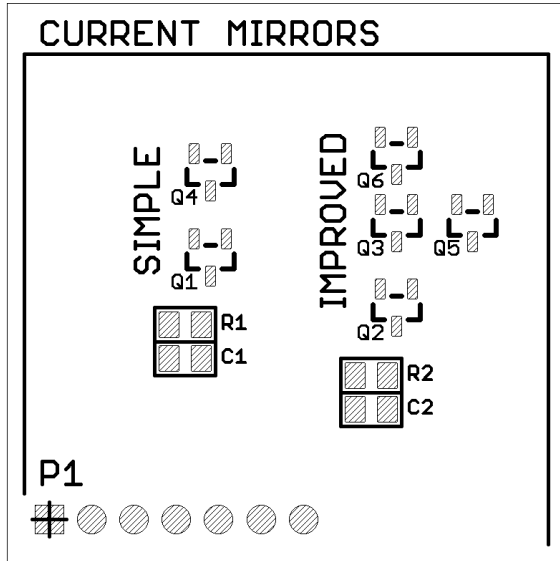 CURRENT MIRRORS
SIMPLE
IMPROVED
Q4
Q6
Q3
Q5
Q1
Q2
R1
C1
R2
C2
P1